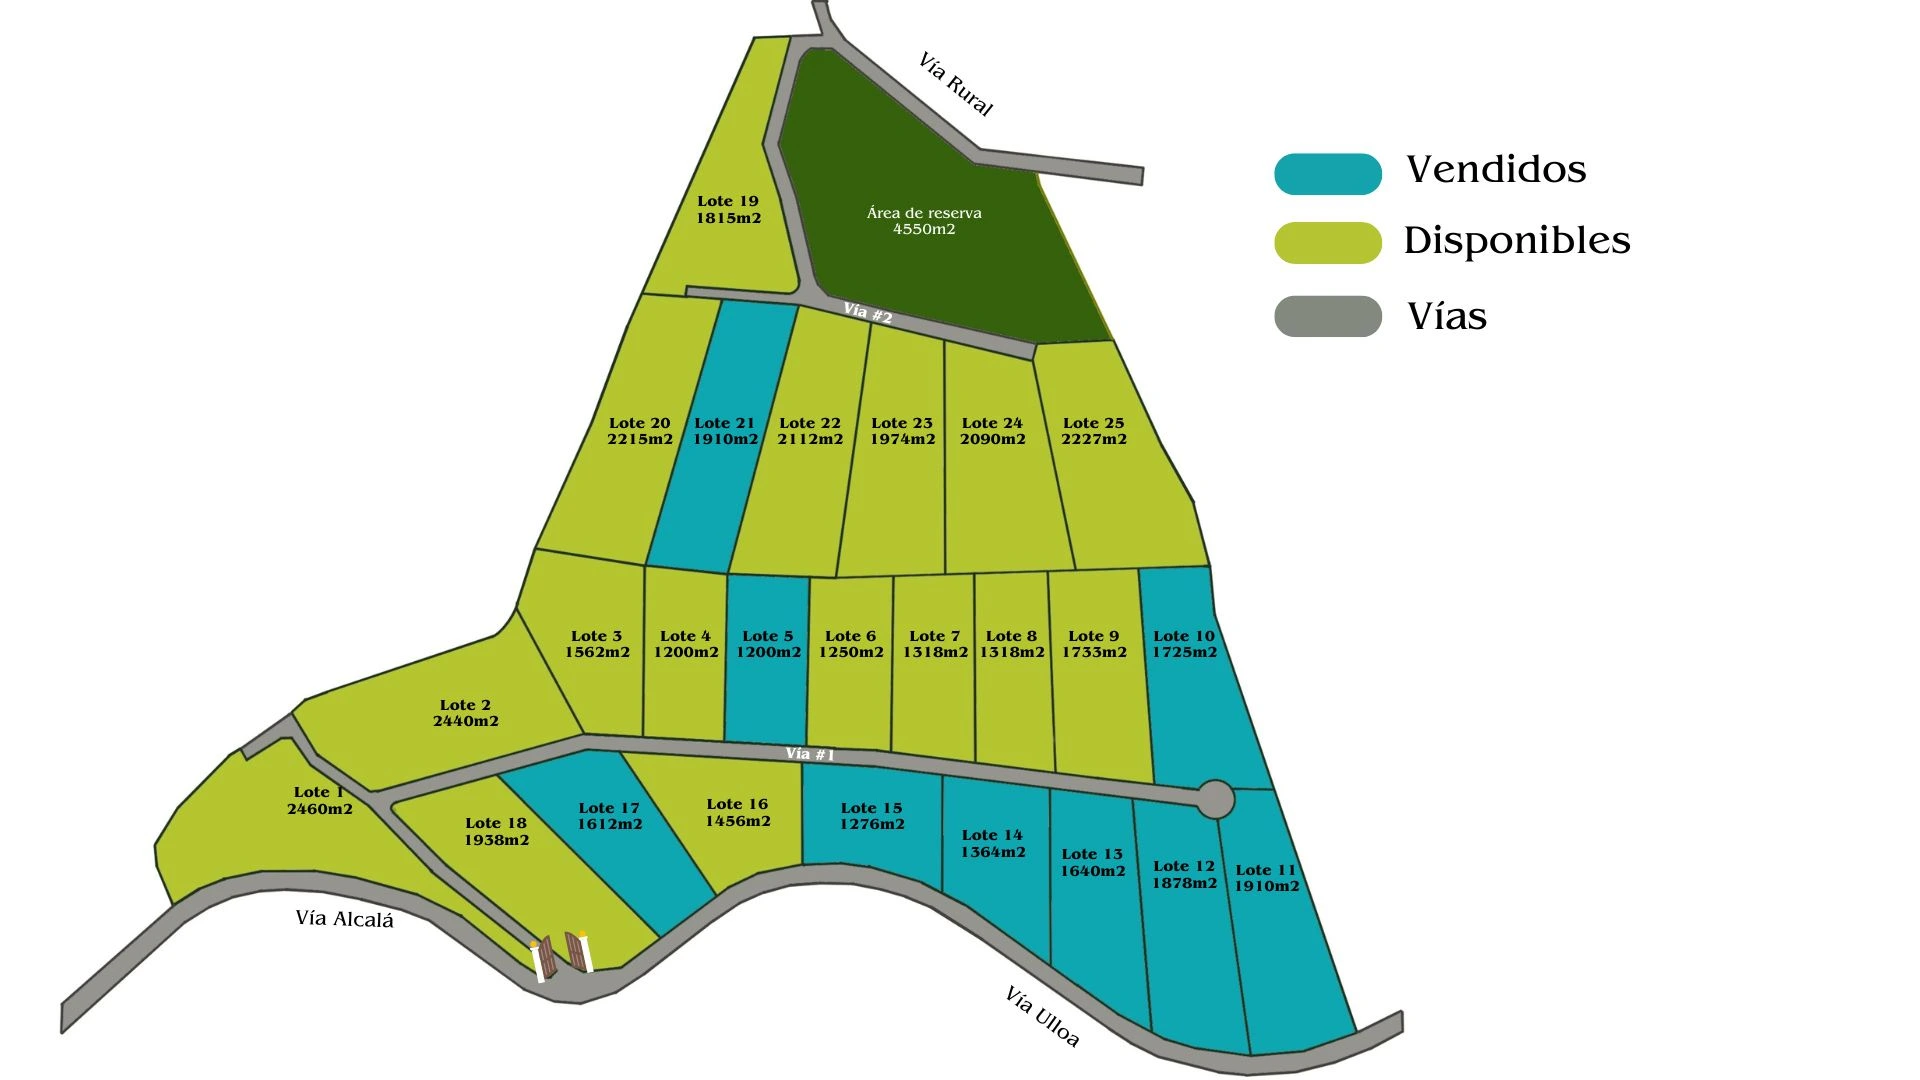 Vía Rural
Vendidos
Disponibles
Vías
Lote 19
1815m2
Área de reserva
4550m2
Vía #2
Lote 20
2215m2
Lote 21
1910m2
Lote 22
2112m2
Lote 23
1974m2
Lote 24
2090m2
Lote 25
2227m2
Lote 3
1562m2
Lote 4
1200m2
Lote 5
1200m2
Lote 6
1250m2
Lote 7
1318m2
Lote 8
1318m2
Lote 9
1733m2
Lote 10
1725m2
Lote 2
2440m2
Vía #1
Lote 1
2460m2
Lote 18
1938m2
Lote 17
1612m2
Lote 16
1456m2
Lote 15
1276m2
Lote 14
1364m2
Lote 13
1640m2
Lote 12
1878m2
Lote 11
1910m2
Vía Alcalá
Vía Ulloa